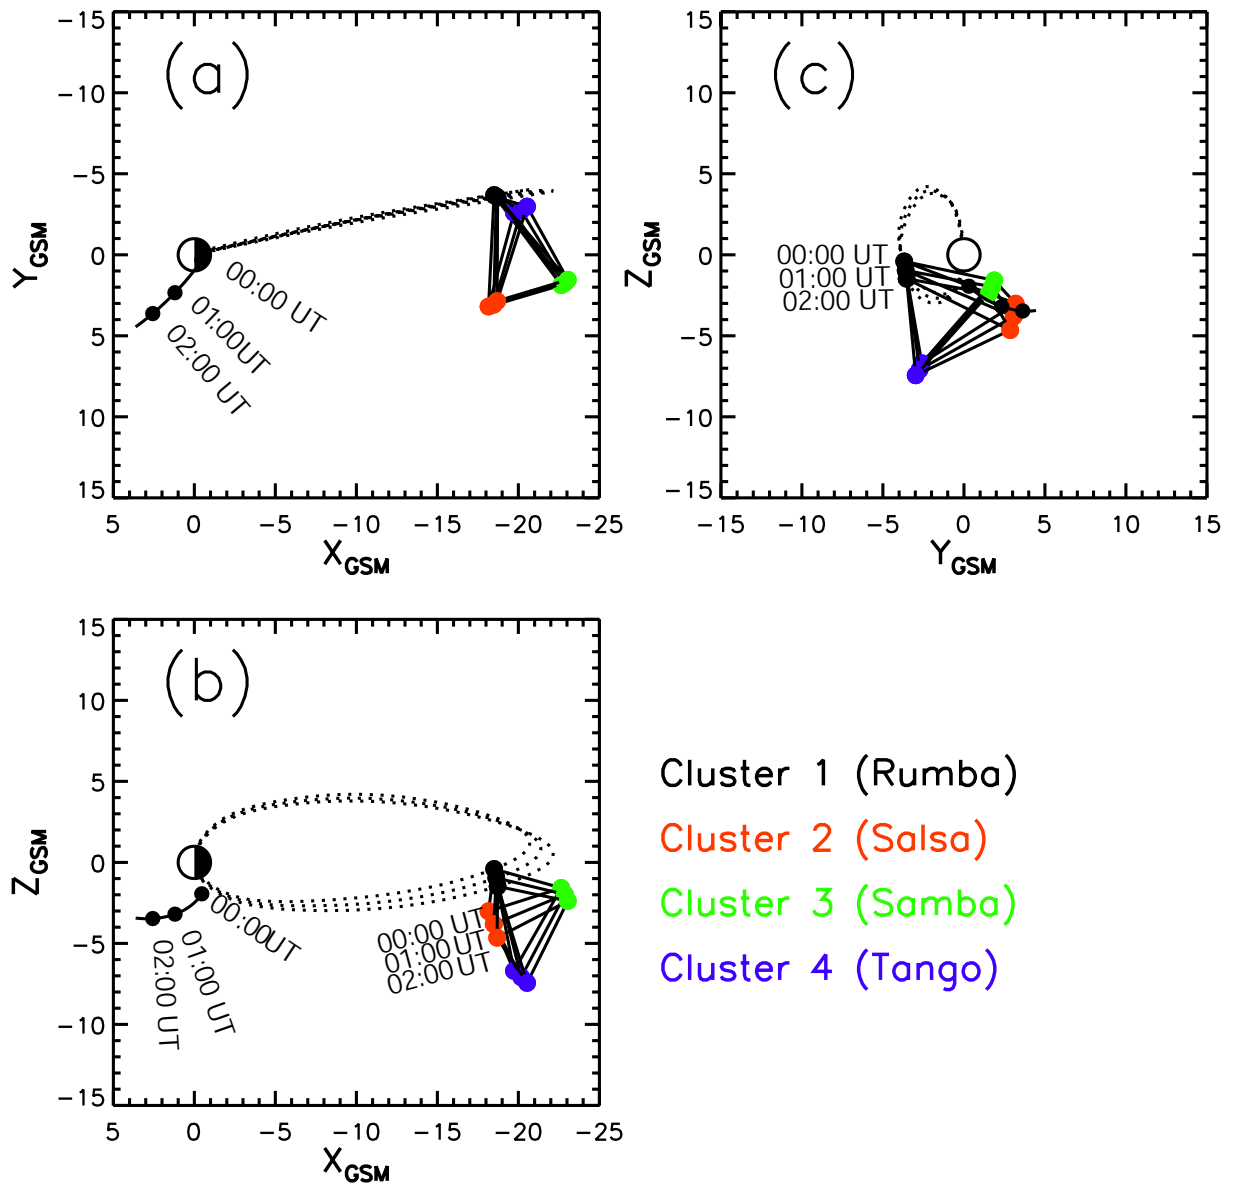 (a)
−15
−10
−5
0
5
10
15
Y_GSM
5 0 −5 −10 −15 −20 −25
X_GSM
00:00 UT
01:00UT
02:00 UT
(c)
15
10
5
0
−5
−10
−15
Z_GSM
−15 −10 −5 0 5 10 15
Y_GSM
00:00 UT
01:00 UT
02:00 UT
(b)
15
10
5
0
−5
−10
−15
Z_GSM
5 0 −5 −10 −15 −20 −25
X_GSM
00:00UT
01:00 UT
02:00 UT
00:00 UT
01:00 UT
02:00 UT
Cluster 1 (Rumba)
Cluster 2 (Salsa)
Cluster 3 (Samba)
Cluster 4 (Tango)